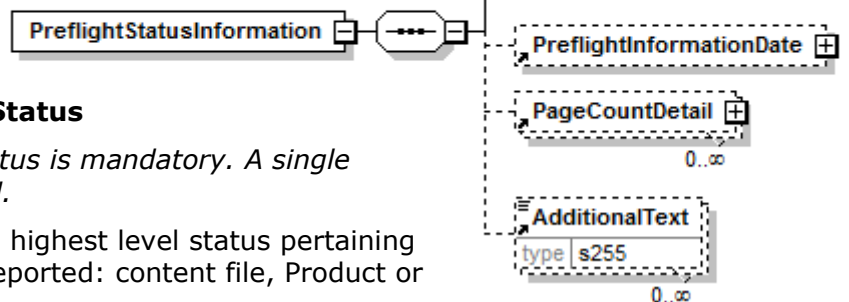 PreflightStatusInformation
PreflightInformationDate
Status
PageCountDetail
0..∞
tus is mandatory. A single
.
highest level status pertaining
eported: content file, Product or
AdditionalText
type s255
0..∞